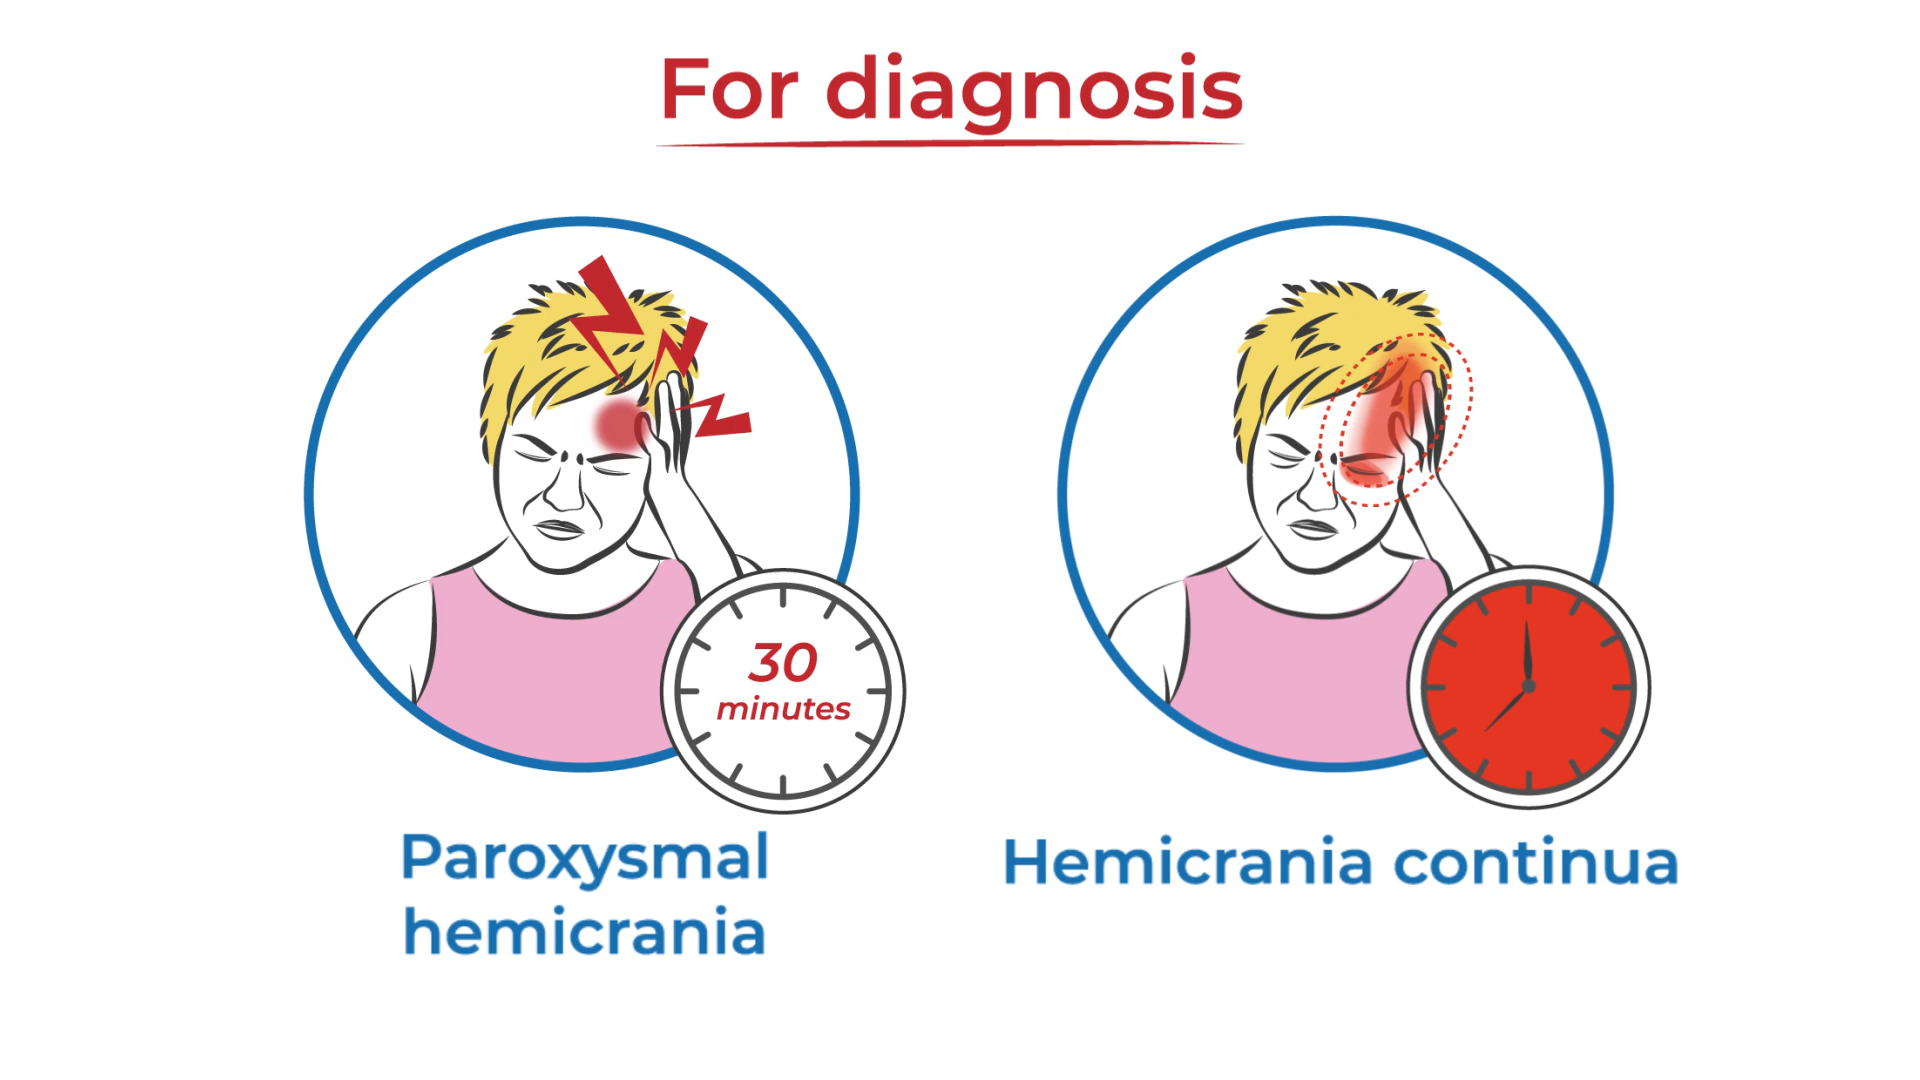 For diagnosis
30
minutes
Paroxysmal
hemicrania
Hemicrania continua